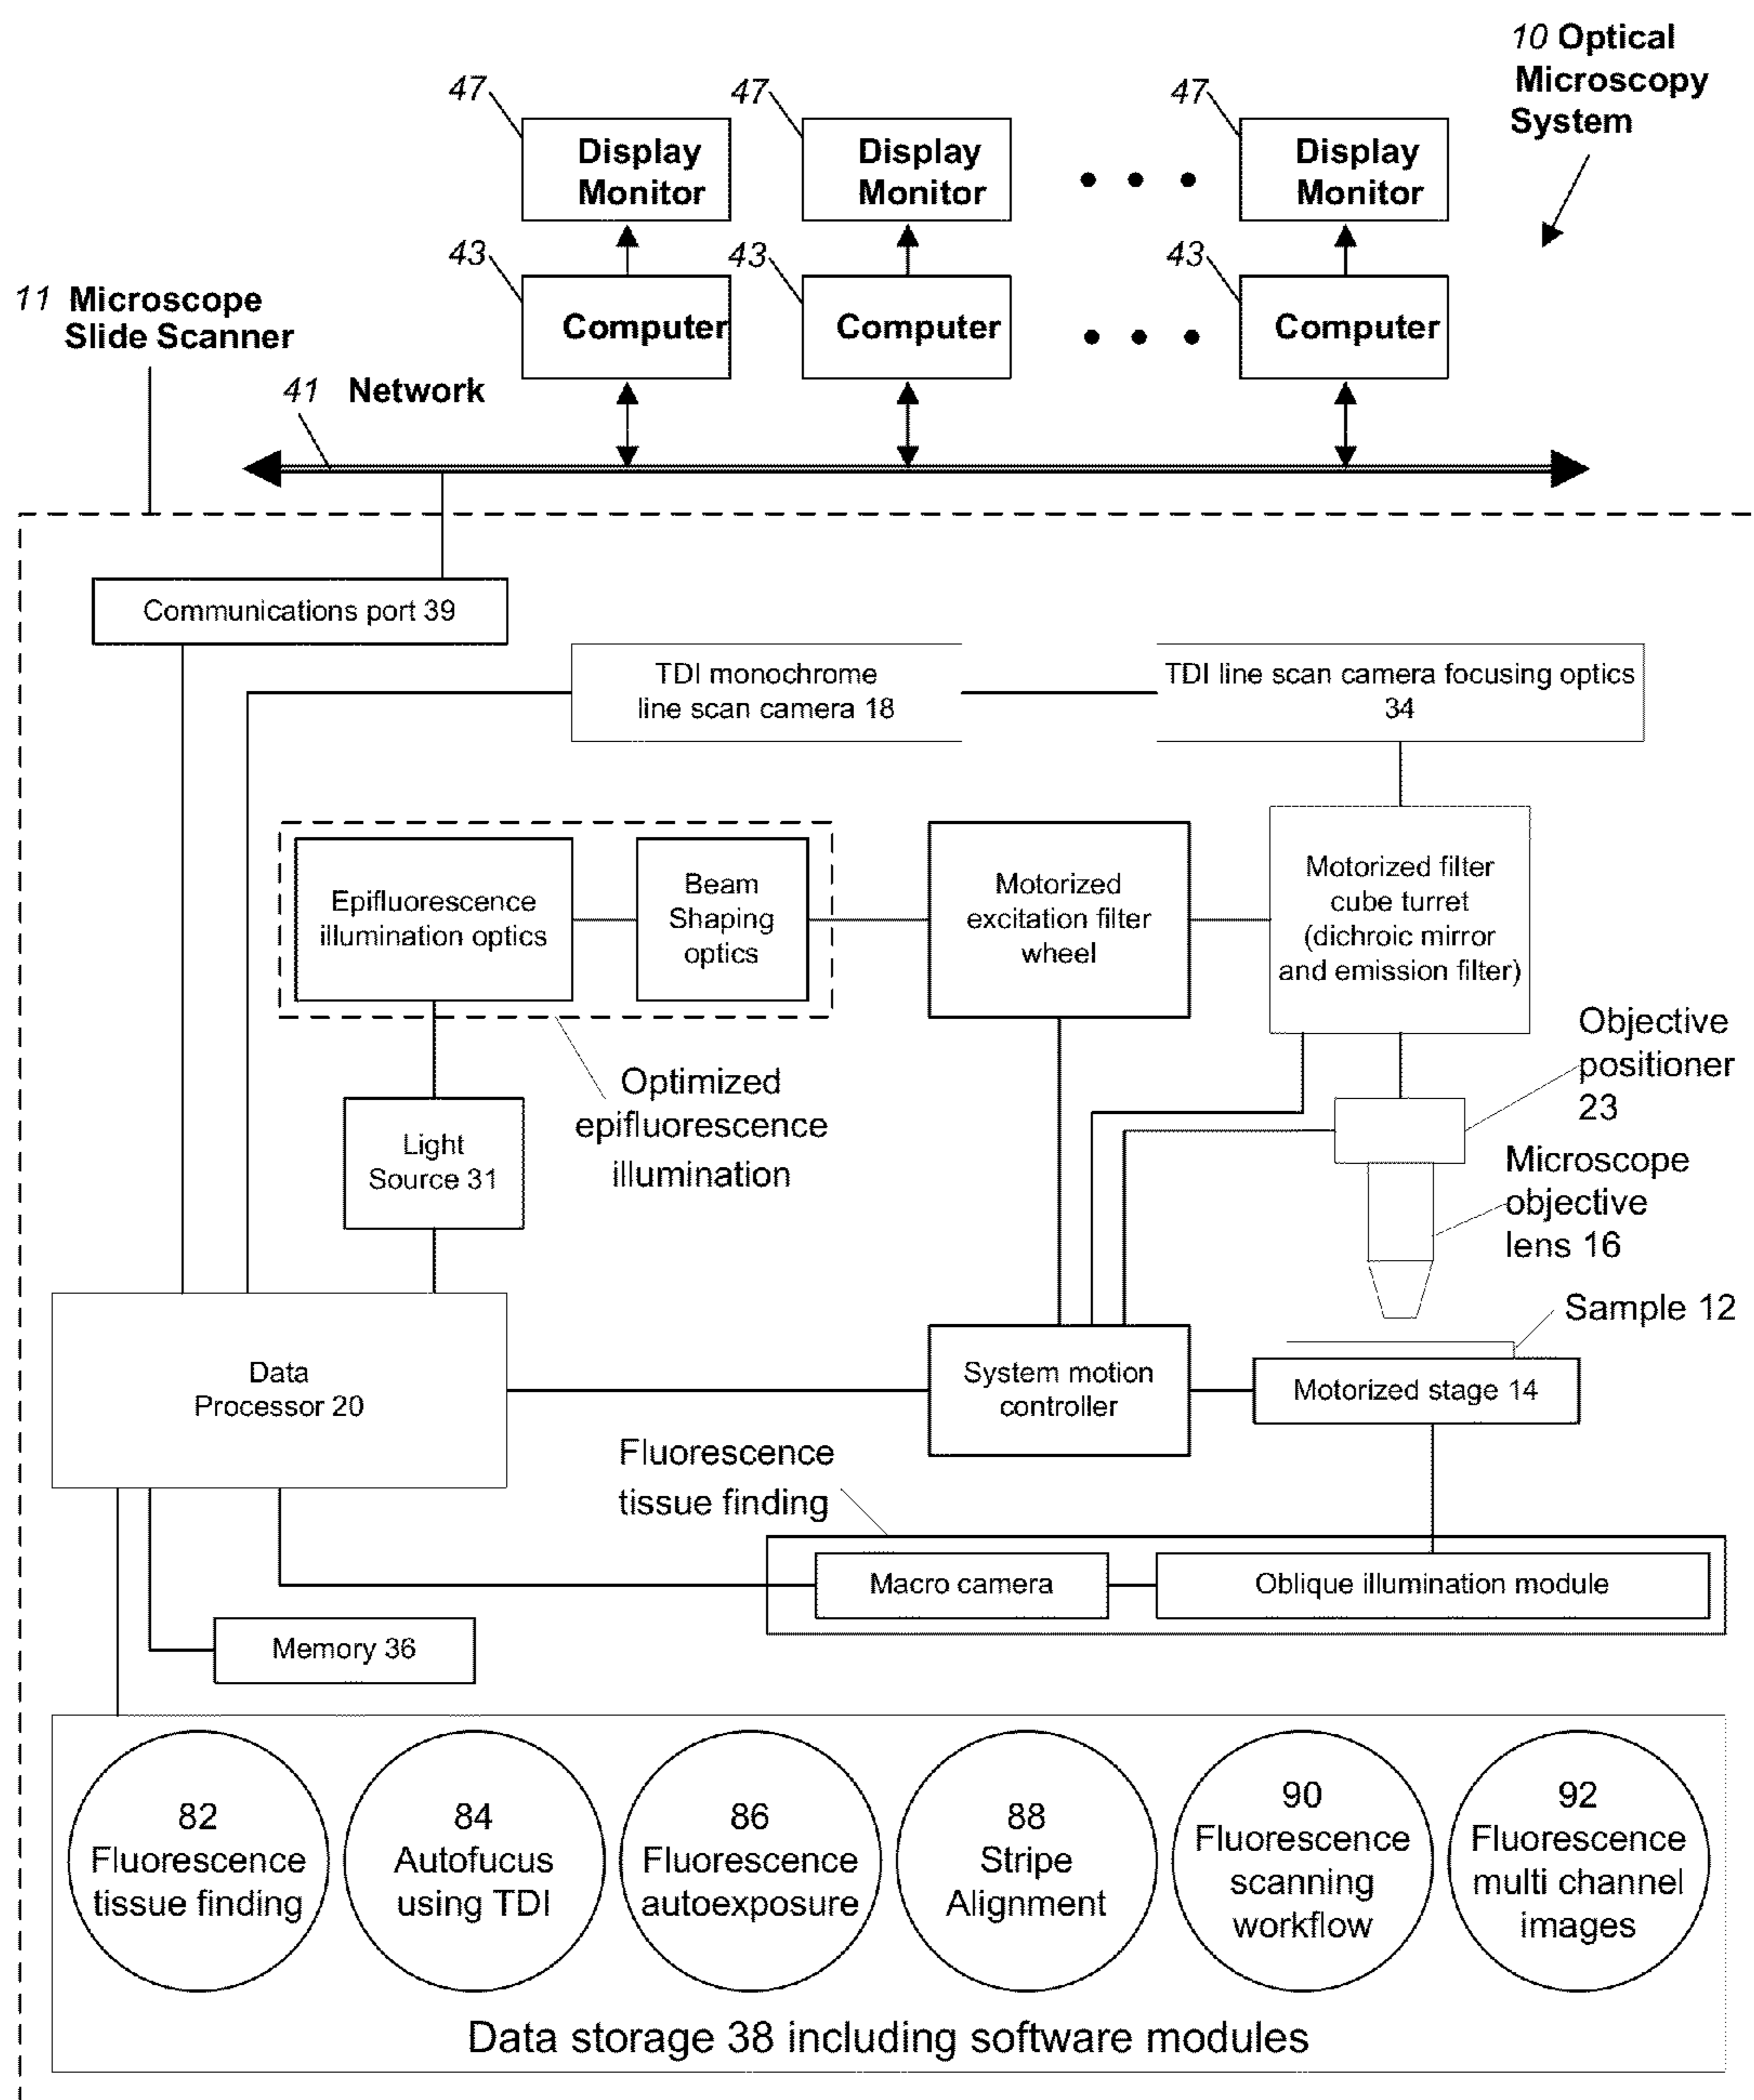 10 Optical
Microscopy
System
47
47
47
Display
Monitor
Display
Monitor
Display
Monitor
43
43
43
Computer
Computer
Computer
11 Microscope
Slide Scanner
41 Network
Communications port 39
TDI monochrome
line scan camera 18
TDI line scan camera focusing optics
34
Epifluorescence
illumination optics
Beam
Shaping
optics
Motorized
excitation filter
wheel
Motorized filter
cube turret
(dichroic mirror
and emission filter)
Objective
positioner
23
Optimized
epifluorescence
illumination
Light
Source 31
Microscope
objective
lens 16
Sample 12
Data
Processor 20
System motion
controller
Motorized stage 14
Fluorescence
tissue finding
Macro camera
Oblique illumination module
Memory 36
82
Fluorescence
tissue finding
84
Autofucus
using TDI
86
Fluorescence
autoexposure
88
Stripe
Alignment
90
Fluorescence
scanning
workflow
92
Fluorescence
multi channel
images
Data storage 38 including software modules